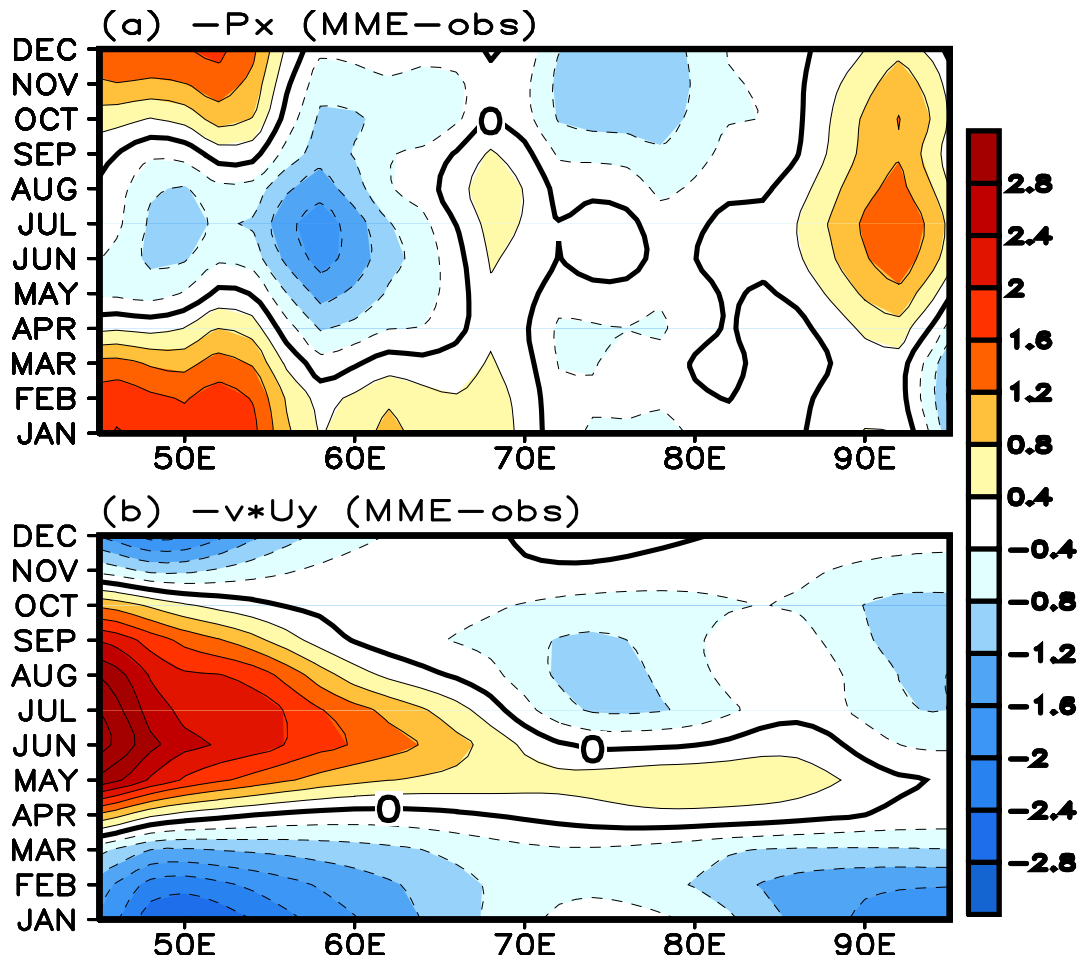 (a) -Px (MME-obs)
DEC
NOV
OCT
SEP
AUG
JUL
JUN
MAY
APR
MAR
FEB
JAN
0
50E 60E 70E 80E 90E
(b) -v*Uy (MME-obs)
DEC
NOV
OCT
SEP
AUG
JUL
JUN
MAY
APR
MAR
FEB
JAN
0
0
50E 60E 70E 80E 90E
2.8
2.4
2
1.6
1.2
0.8
0.4
-0.4
-0.8
-1.2
-1.6
-2
-2.4
-2.8